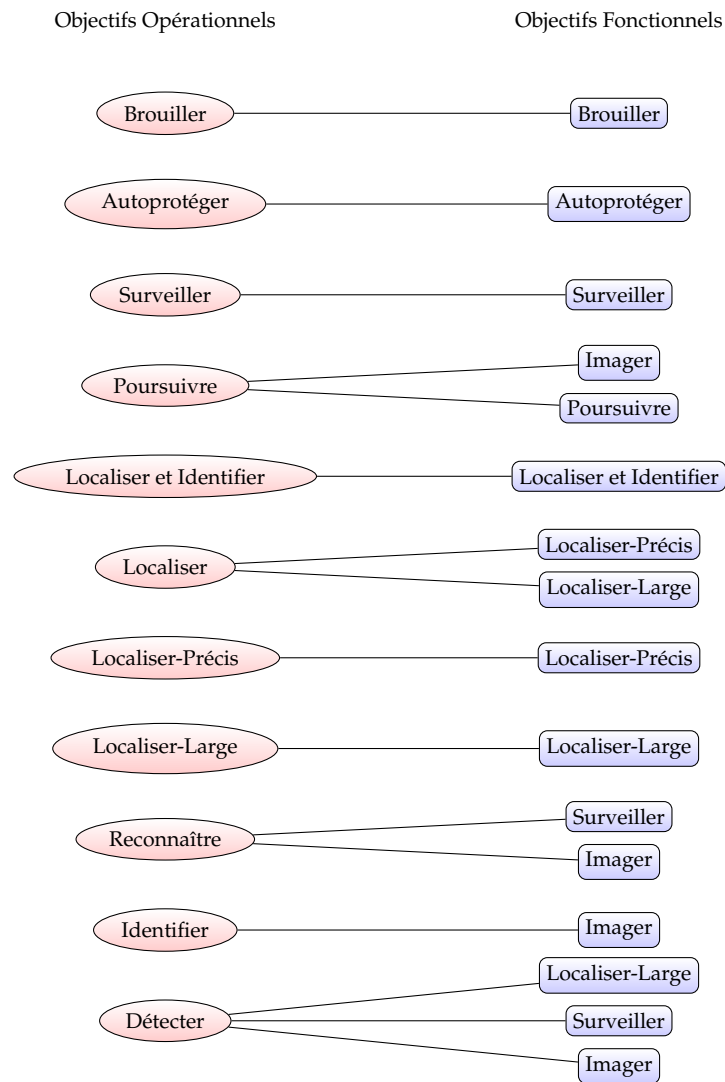 Objectifs Opérationnels
Objectifs Fonctionnels
Brouiller
Brouiller
Autoprotéger
Autoprotéger
Surveiller
Surveiller
Poursuivre
Imager
Poursuivre
Localiser et Identifier
Localiser et Identifier
Localiser
Localiser-Précis
Localiser-Large
Localiser-Précis
Localiser-Précis
Localiser-Large
Localiser-Large
Reconnaître
Surveiller
Imager
Identifier
Imager
Détecter
Localiser-Large
Surveiller
Imager